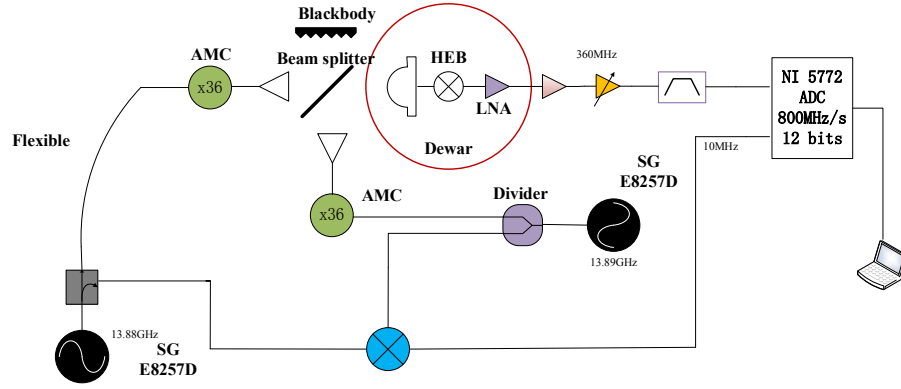 Blackbody
AMC
Beam splitter
x36
HEB
LNA
360MHz
NI 5772
ADC
800MHz/s
12 bits
Flexible
Dewar
10MHz
SG
E8257D
AMC
x36
Divider
13.89GHz
13.88GHz
SG
E8257D